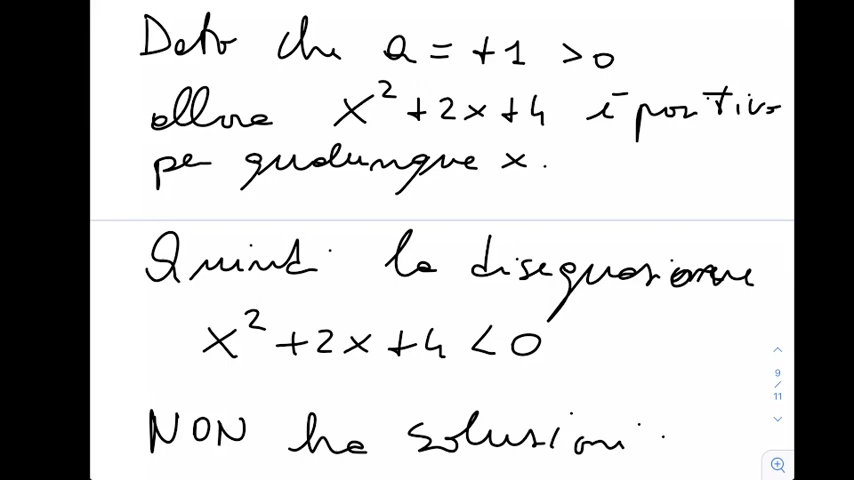 Dato che a = +1 > 0
allora x² + 2x + 4 è positivo
per qualunque x.
Quindi la diseguazione
x² + 2x + 4 < 0
NON ha soluzioni.
9
/
11